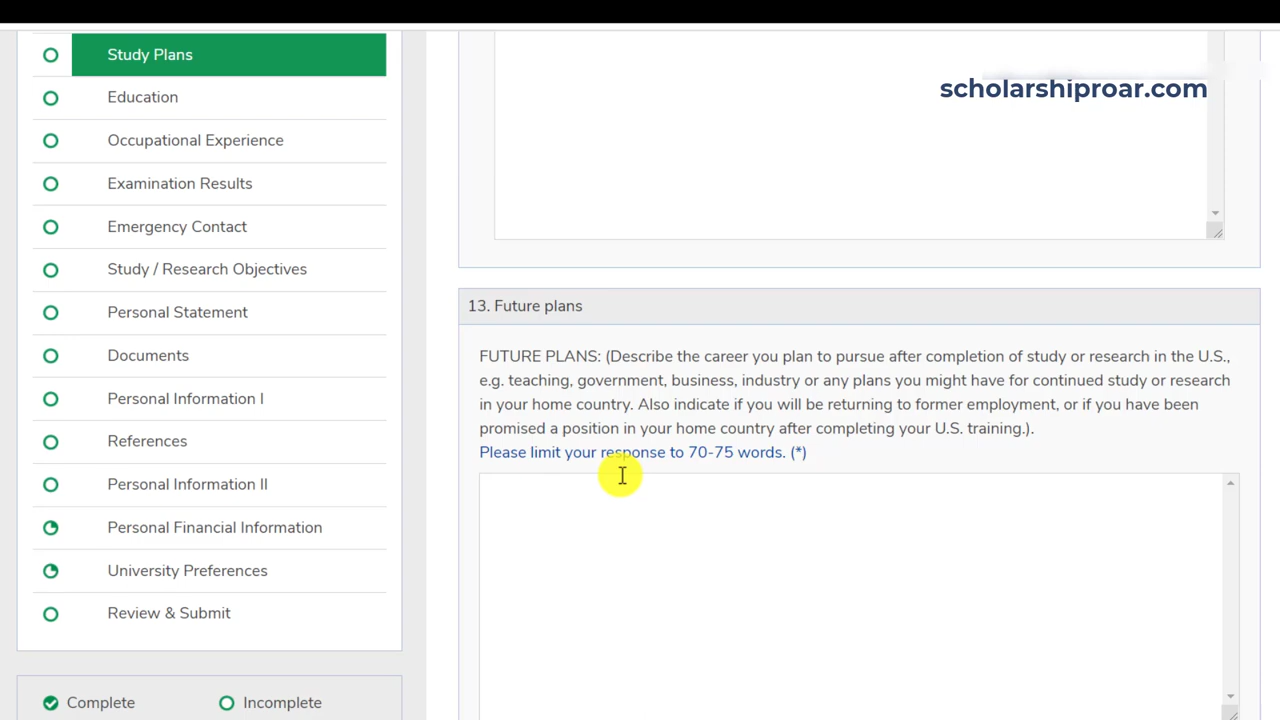 Study Plans
scholarshiproar.com
Education
Occupational Experience
Examination Results
Emergency Contact
Study / Research Objectives
Personal Statement
Documents
Personal Information I
References
Personal Information II
Personal Financial Information
University Preferences
Review & Submit
Complete
Incomplete
13. Future plans
FUTURE PLANS: (Describe the career you plan to pursue after completion of study or research in the U.S.,
e.g. teaching, government, business, industry or any plans you might have for continued study or research
in your home country. Also indicate if you will be returning to former employment, or if you have been
promised a position in your home country after completing your U.S. training.).
Please limit your response to 70-75 words. (*)